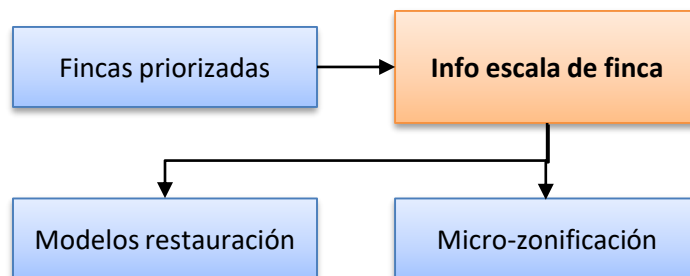 Fincas priorizadas
Info escala de finca
Modelos restauración
Micro-zonificación